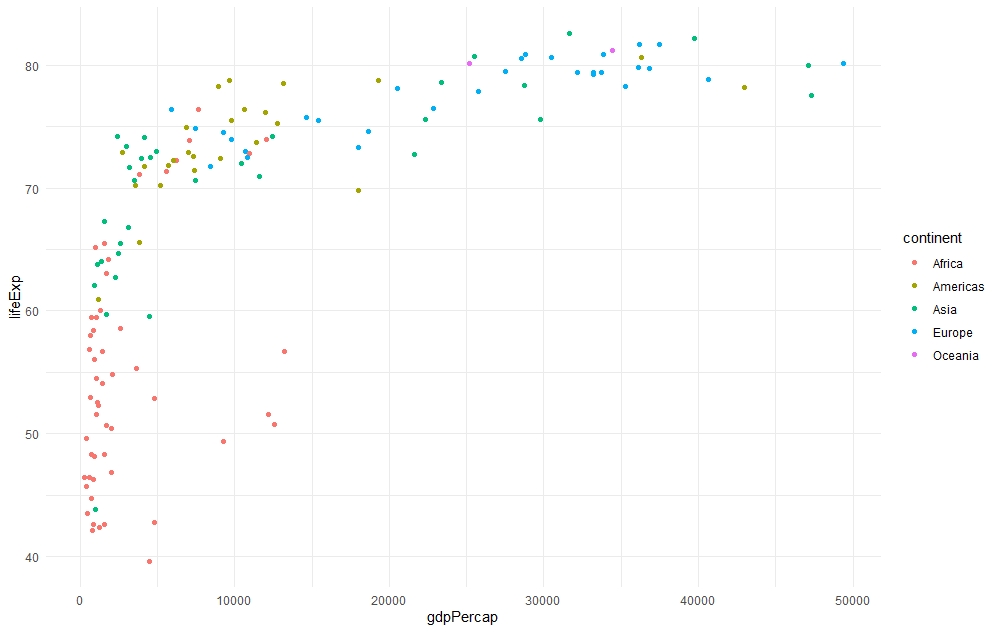 80
70
60
50
40
lifeExp
0 10000 20000 30000 40000 50000
gdpPercap
continent
Africa
Americas
Asia
Europe
Oceania